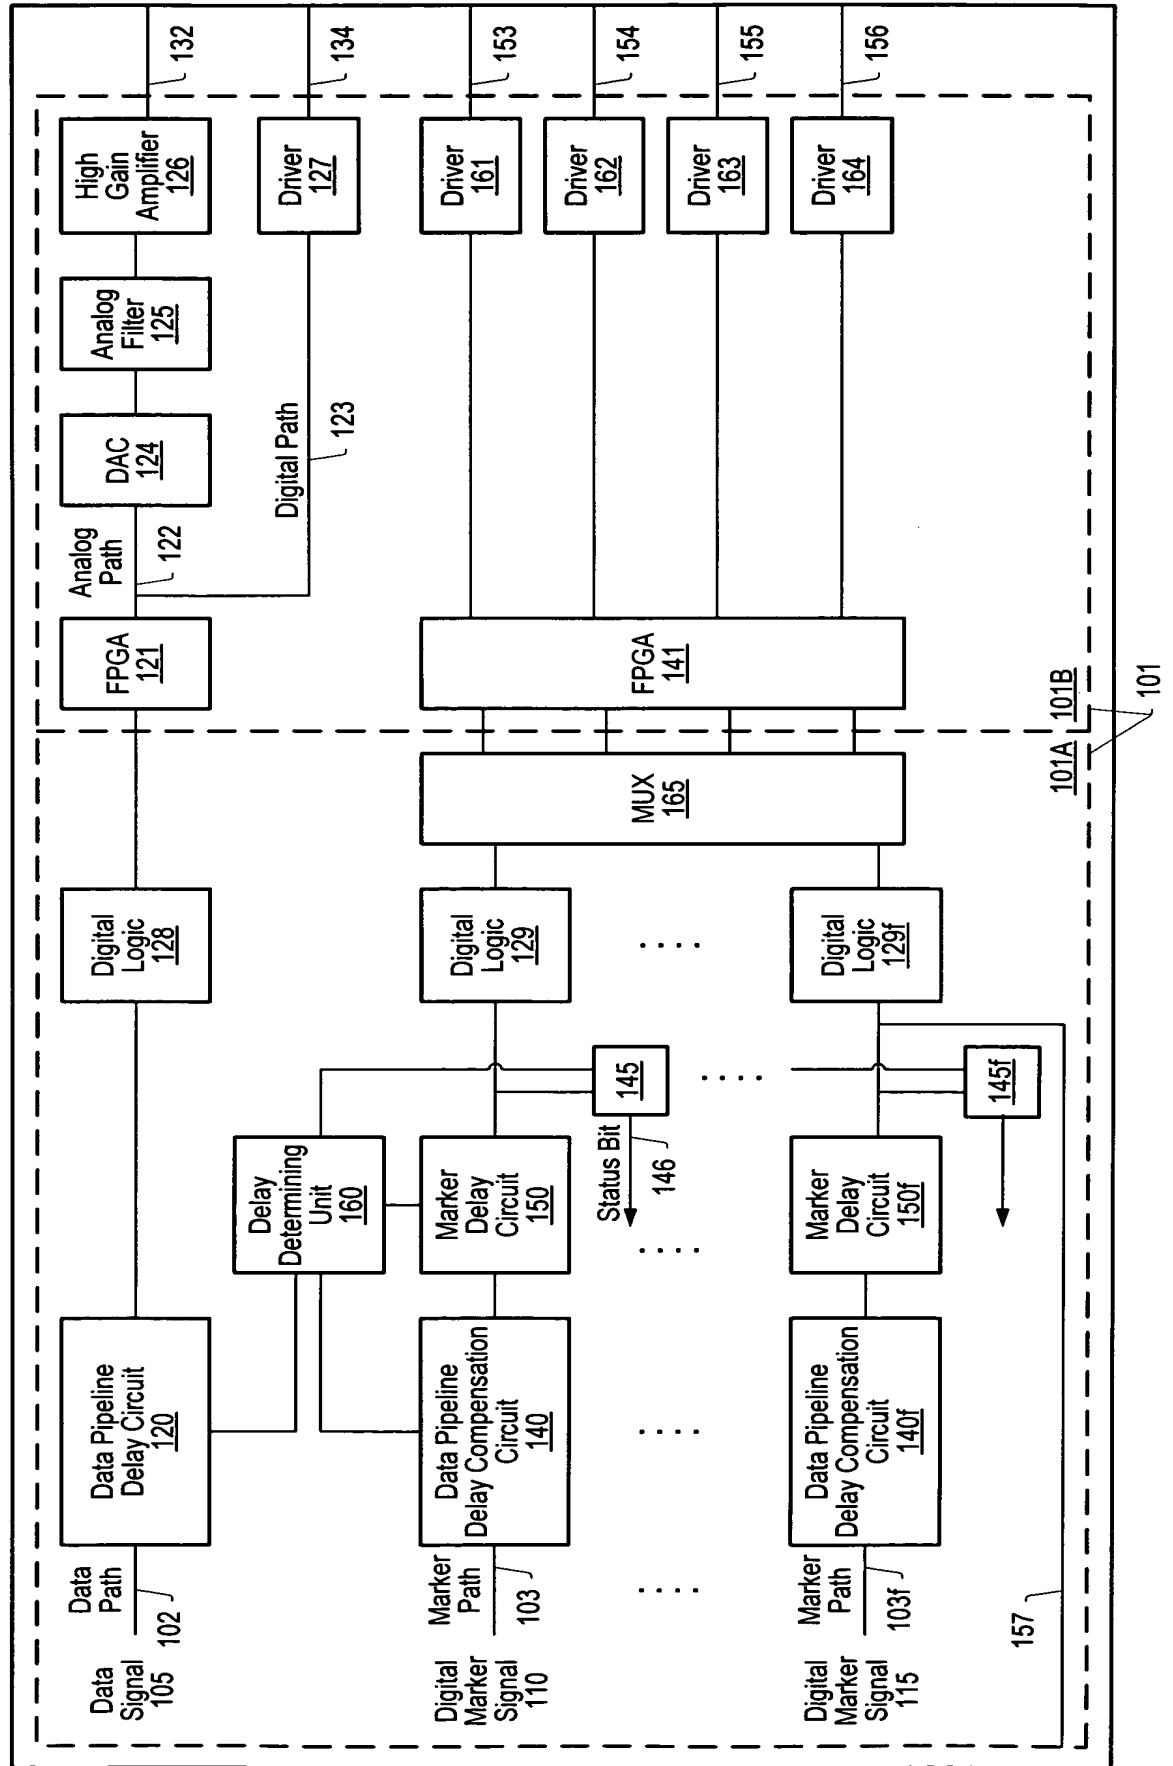 Data
Signal
105
Data
Path
102
Data Pipeline
Delay Circuit
120
Digital
Logic
128
FPGA
121
Analog
Path
122
DAC
124
Analog
Filter
125
High
Gain
Amplifier
126
132
Digital Path
123
Driver
127
134
Delay
Determining
Unit
160
Digital
Marker
Signal
110
Marker
Path
103
Data Pipeline
Delay Compensation
Circuit
140
Marker
Delay
Circuit
150
Digital
Logic
129
MUX
165
FPGA
141
Driver
161
153
Driver
162
154
Driver
163
155
Driver
164
156
Status Bit
146
145
. . . .
. . . .
. . . .
. . . .
. . . .
Digital
Marker
Signal
115
Marker
Path
103f
Data Pipeline
Delay Compensation
Circuit
140f
Marker
Delay
Circuit
150f
Digital
Logic
129f
145f
157
101A
101B
101